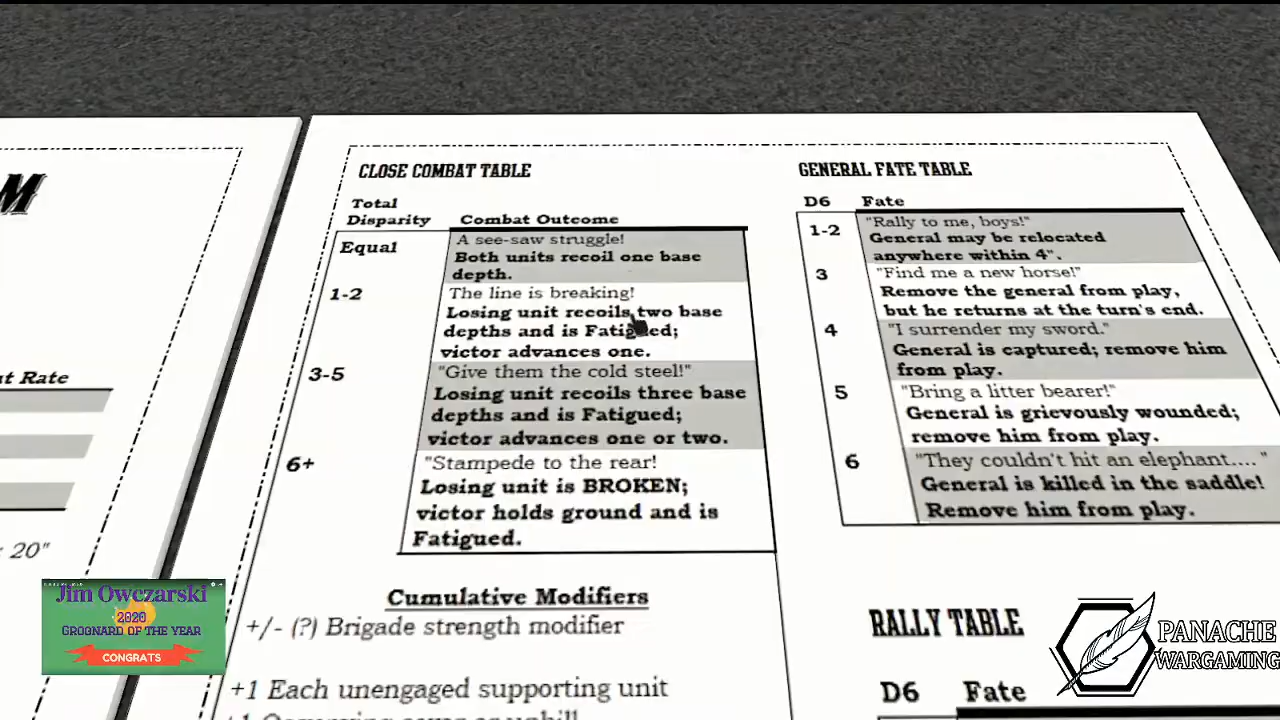 M
Rate
20"
CLOSE COMBAT TABLE
Total
Disparity Combat Outcome
Equal
A see-saw struggle!
Both units recoil one base
depth.
1-2
The line is breaking!
Losing unit recoils two base
depths and is Fatigued;
victor advances one.
3-5
"Give them the cold steel!"
Losing unit recoils three base
depths and is Fatigued;
victor advances one or two.
6+
"Stampede to the rear!
Losing unit is BROKEN;
victor holds ground and is
Fatigued.
Cumulative Modifiers
+/- (?) Brigade strength modifier
+1 Each unengaged supporting unit
GENERAL FATE TABLE
D6 Fate
1-2
"Rally to me, boys!"
General may be relocated
anywhere within 4".
3
"Find me a new horse!"
Remove the general from play,
but he returns at the turn's end.
4
"I surrender my sword."
General is captured; remove him
from play.
5
"Bring a litter bearer!"
General is grievously wounded;
remove him from play.
6
"They couldn't hit an elephant...."
General is killed in the saddle!
Remove him from play.
RALLY TABLE
D6 Fate
Jim Owczarski
2020
GROGNARD OF THE YEAR
CONGRATS
PANACHE
WARGAMING